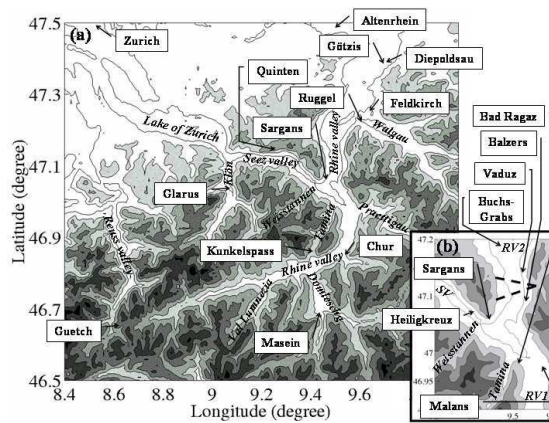 47.5
(a)
Altenrhein
Zurich
Götzis
Diepoldsau
Quinten
Ruggel
Feldkirch
47.3
Lake of Zurich
Sargans
Rhine valley
Walgau
Bad Ragaz
Balzers
Latitude (degree)
47.1
Seez valley
Klön
Vaduz
Glarus
Weisstannen
Tamina
Praetigau
Buchs-
Grabs
46.9
Reuss valley
Kunkelspass
Rhine valley
Chur
(b)
47.2
RV2
Sargans
SV
47.1
46.7
Val Lumnezia
Domleschg
Heiligkreuz
Guetch
Masein
Weisstannen
47
Tamina
46.95
RV1
46.5
Malans
9.5
9.
8.4
8.6
8.8
9
9.2
9.4
Longitude (degree)